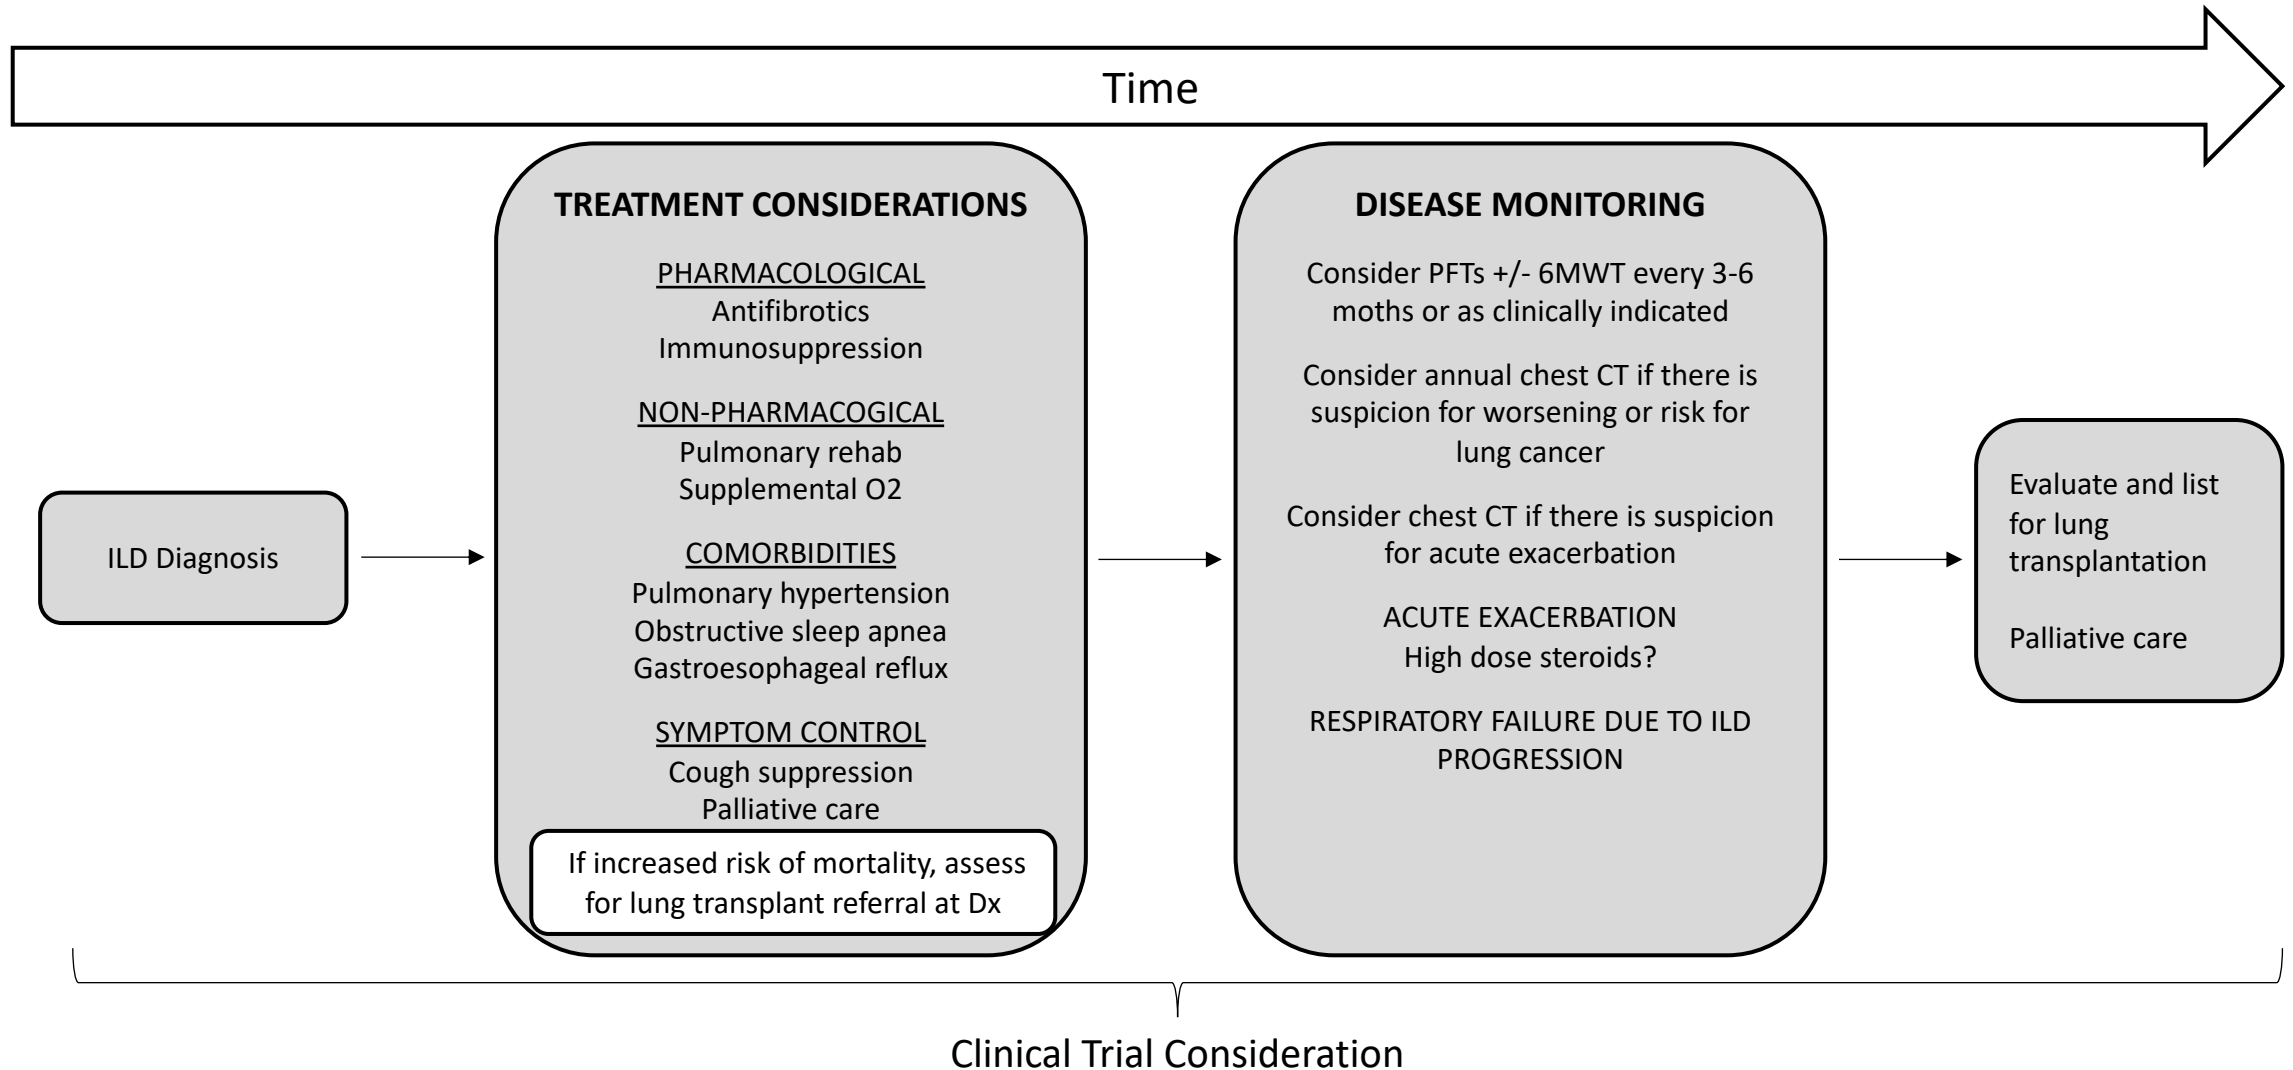 Time
ILD Diagnosis
TREATMENT CONSIDERATIONS
PHARMACOLOGICAL
Antifibrotics
Immunosuppression
NON-PHARMACOGICAL
Pulmonary rehab
Supplemental O2
COMORBIDITIES
Pulmonary hypertension
Obstructive sleep apnea
Gastroesophageal reflux
SYMPTOM CONTROL
Cough suppression
Palliative care
If increased risk of mortality, assess
for lung transplant referral at Dx
DISEASE MONITORING
Consider PFTs +/- 6MWT every 3-6
moths or as clinically indicated
Consider annual chest CT if there is
suspicion for worsening or risk for
lung cancer
Consider chest CT if there is suspicion
for acute exacerbation
ACUTE EXACERBATION
High dose steroids?
RESPIRATORY FAILURE DUE TO ILD
PROGRESSION
Evaluate and list
for lung
transplantation
Palliative care
Clinical Trial Consideration